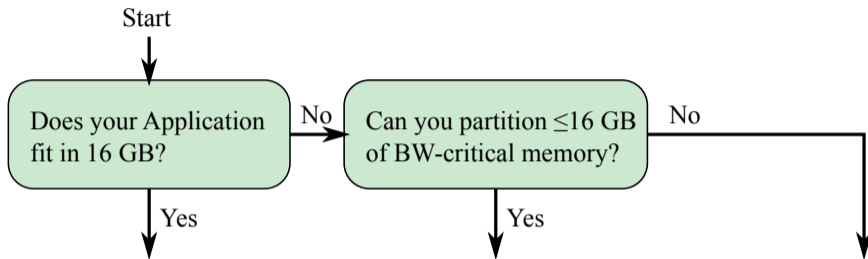 Start
Does your Application
fit in 16 GB?
No
Can you partition ≤16 GB
of BW-critical memory?
No
Yes
Yes